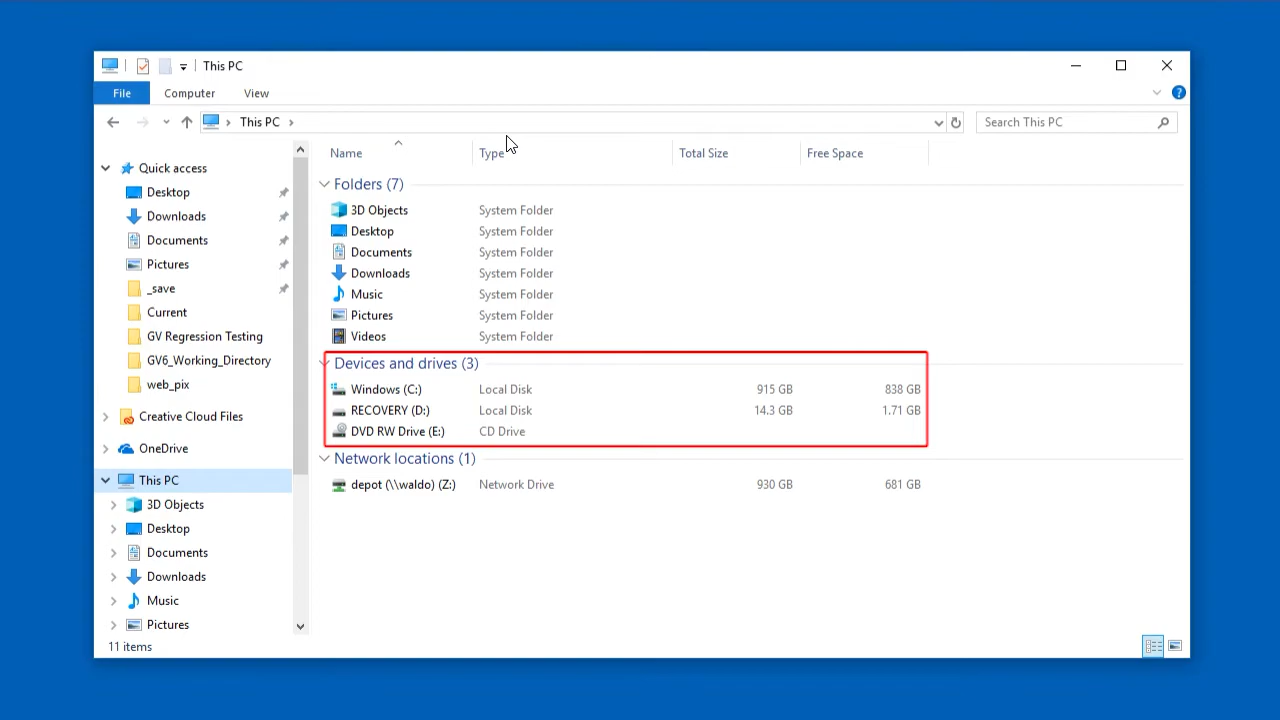 This PC
File Computer View
This PC
Search This PC
Name Type Total Size Free Space
Quick access
Desktop
Downloads
Documents
Pictures
_save
Current
GV Regression Testing
GV6_Working_Directory
web_pix
Creative Cloud Files
OneDrive
This PC
3D Objects
Desktop
Documents
Downloads
Music
Pictures
Folders (7)
3D Objects System Folder
Desktop System Folder
Documents System Folder
Downloads System Folder
Music System Folder
Pictures System Folder
Videos System Folder
Devices and drives (3)
Windows (C:) Local Disk 915 GB 838 GB
RECOVERY (D:) Local Disk 14.3 GB 1.71 GB
DVD RW Drive (E:) CD Drive
Network locations (1)
depot (\\waldo) (Z:) Network Drive 930 GB 681 GB
11 items